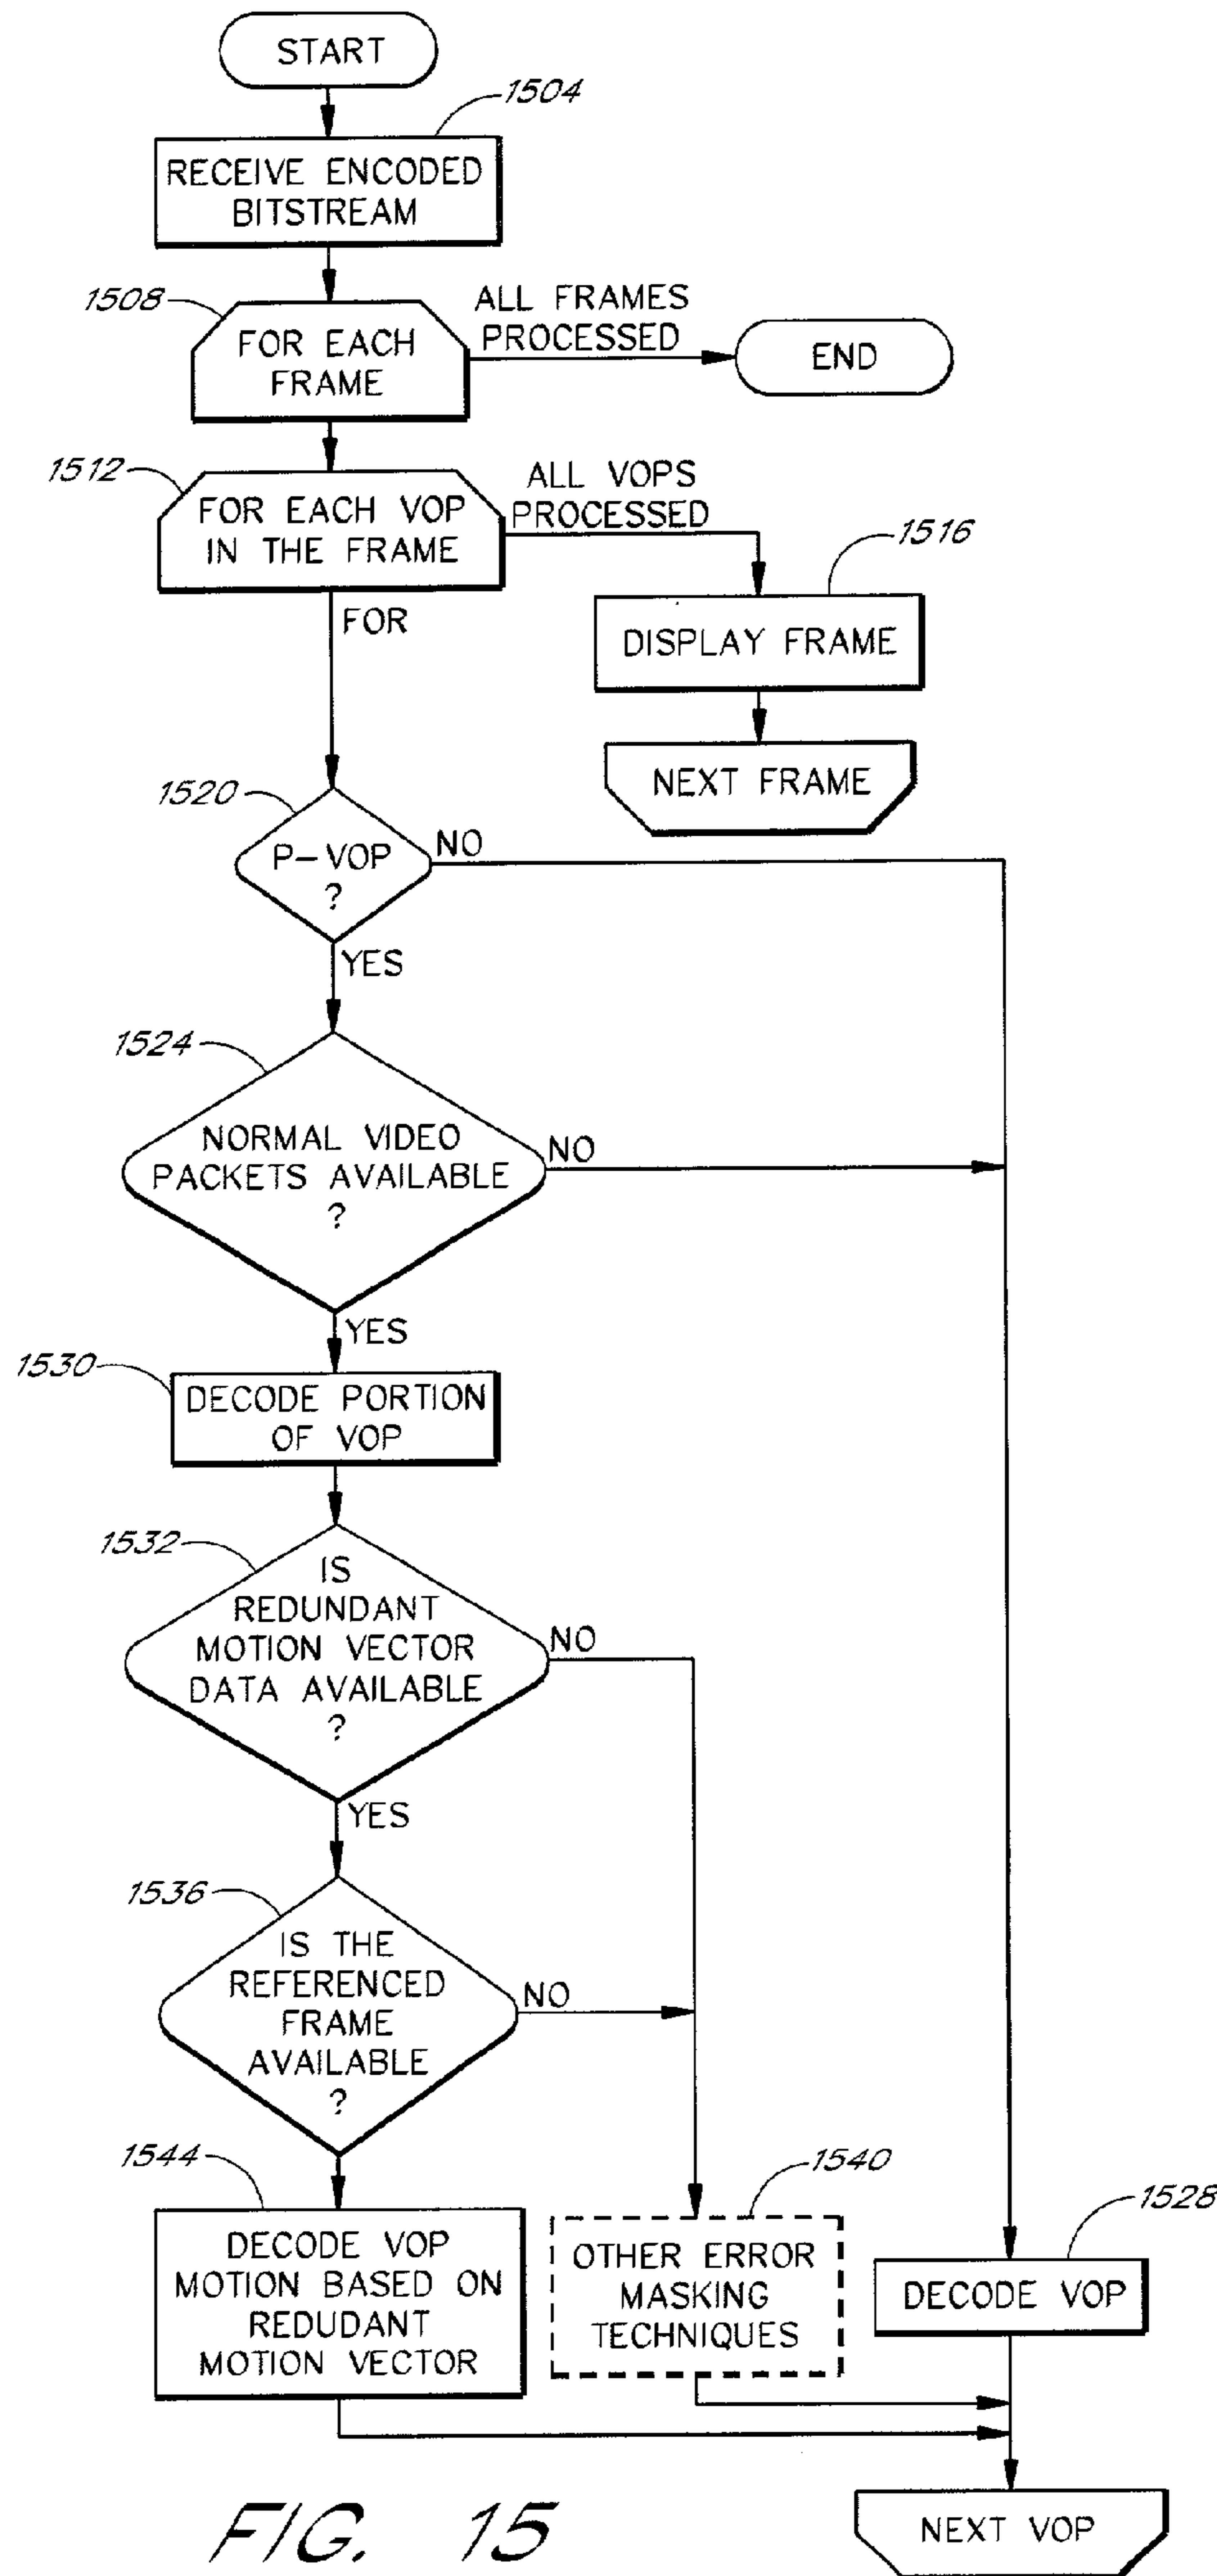 START
1504
RECEIVE ENCODED
BITSTREAM
1508
FOR EACH
FRAME
ALL FRAMES
PROCESSED
END
1512
FOR EACH VOP
IN THE FRAME
ALL VOPS
PROCESSED
1516
DISPLAY FRAME
NEXT FRAME
FOR
1520
P-VOP
?
NO
YES
1524
NORMAL VIDEO
PACKETS AVAILABLE
?
NO
YES
1530
DECODE PORTION
OF VOP
1532
IS
REDUNDANT
MOTION VECTOR
DATA AVAILABLE
?
NO
YES
1536
IS THE
REFERENCED
FRAME
AVAILABLE
?
NO
1544
DECODE VOP
MOTION BASED ON
REDUDANT
MOTION VECTOR
1540
OTHER ERROR
MASKING
TECHNIQUES
1528
DECODE VOP
NEXT VOP
FIG. 15